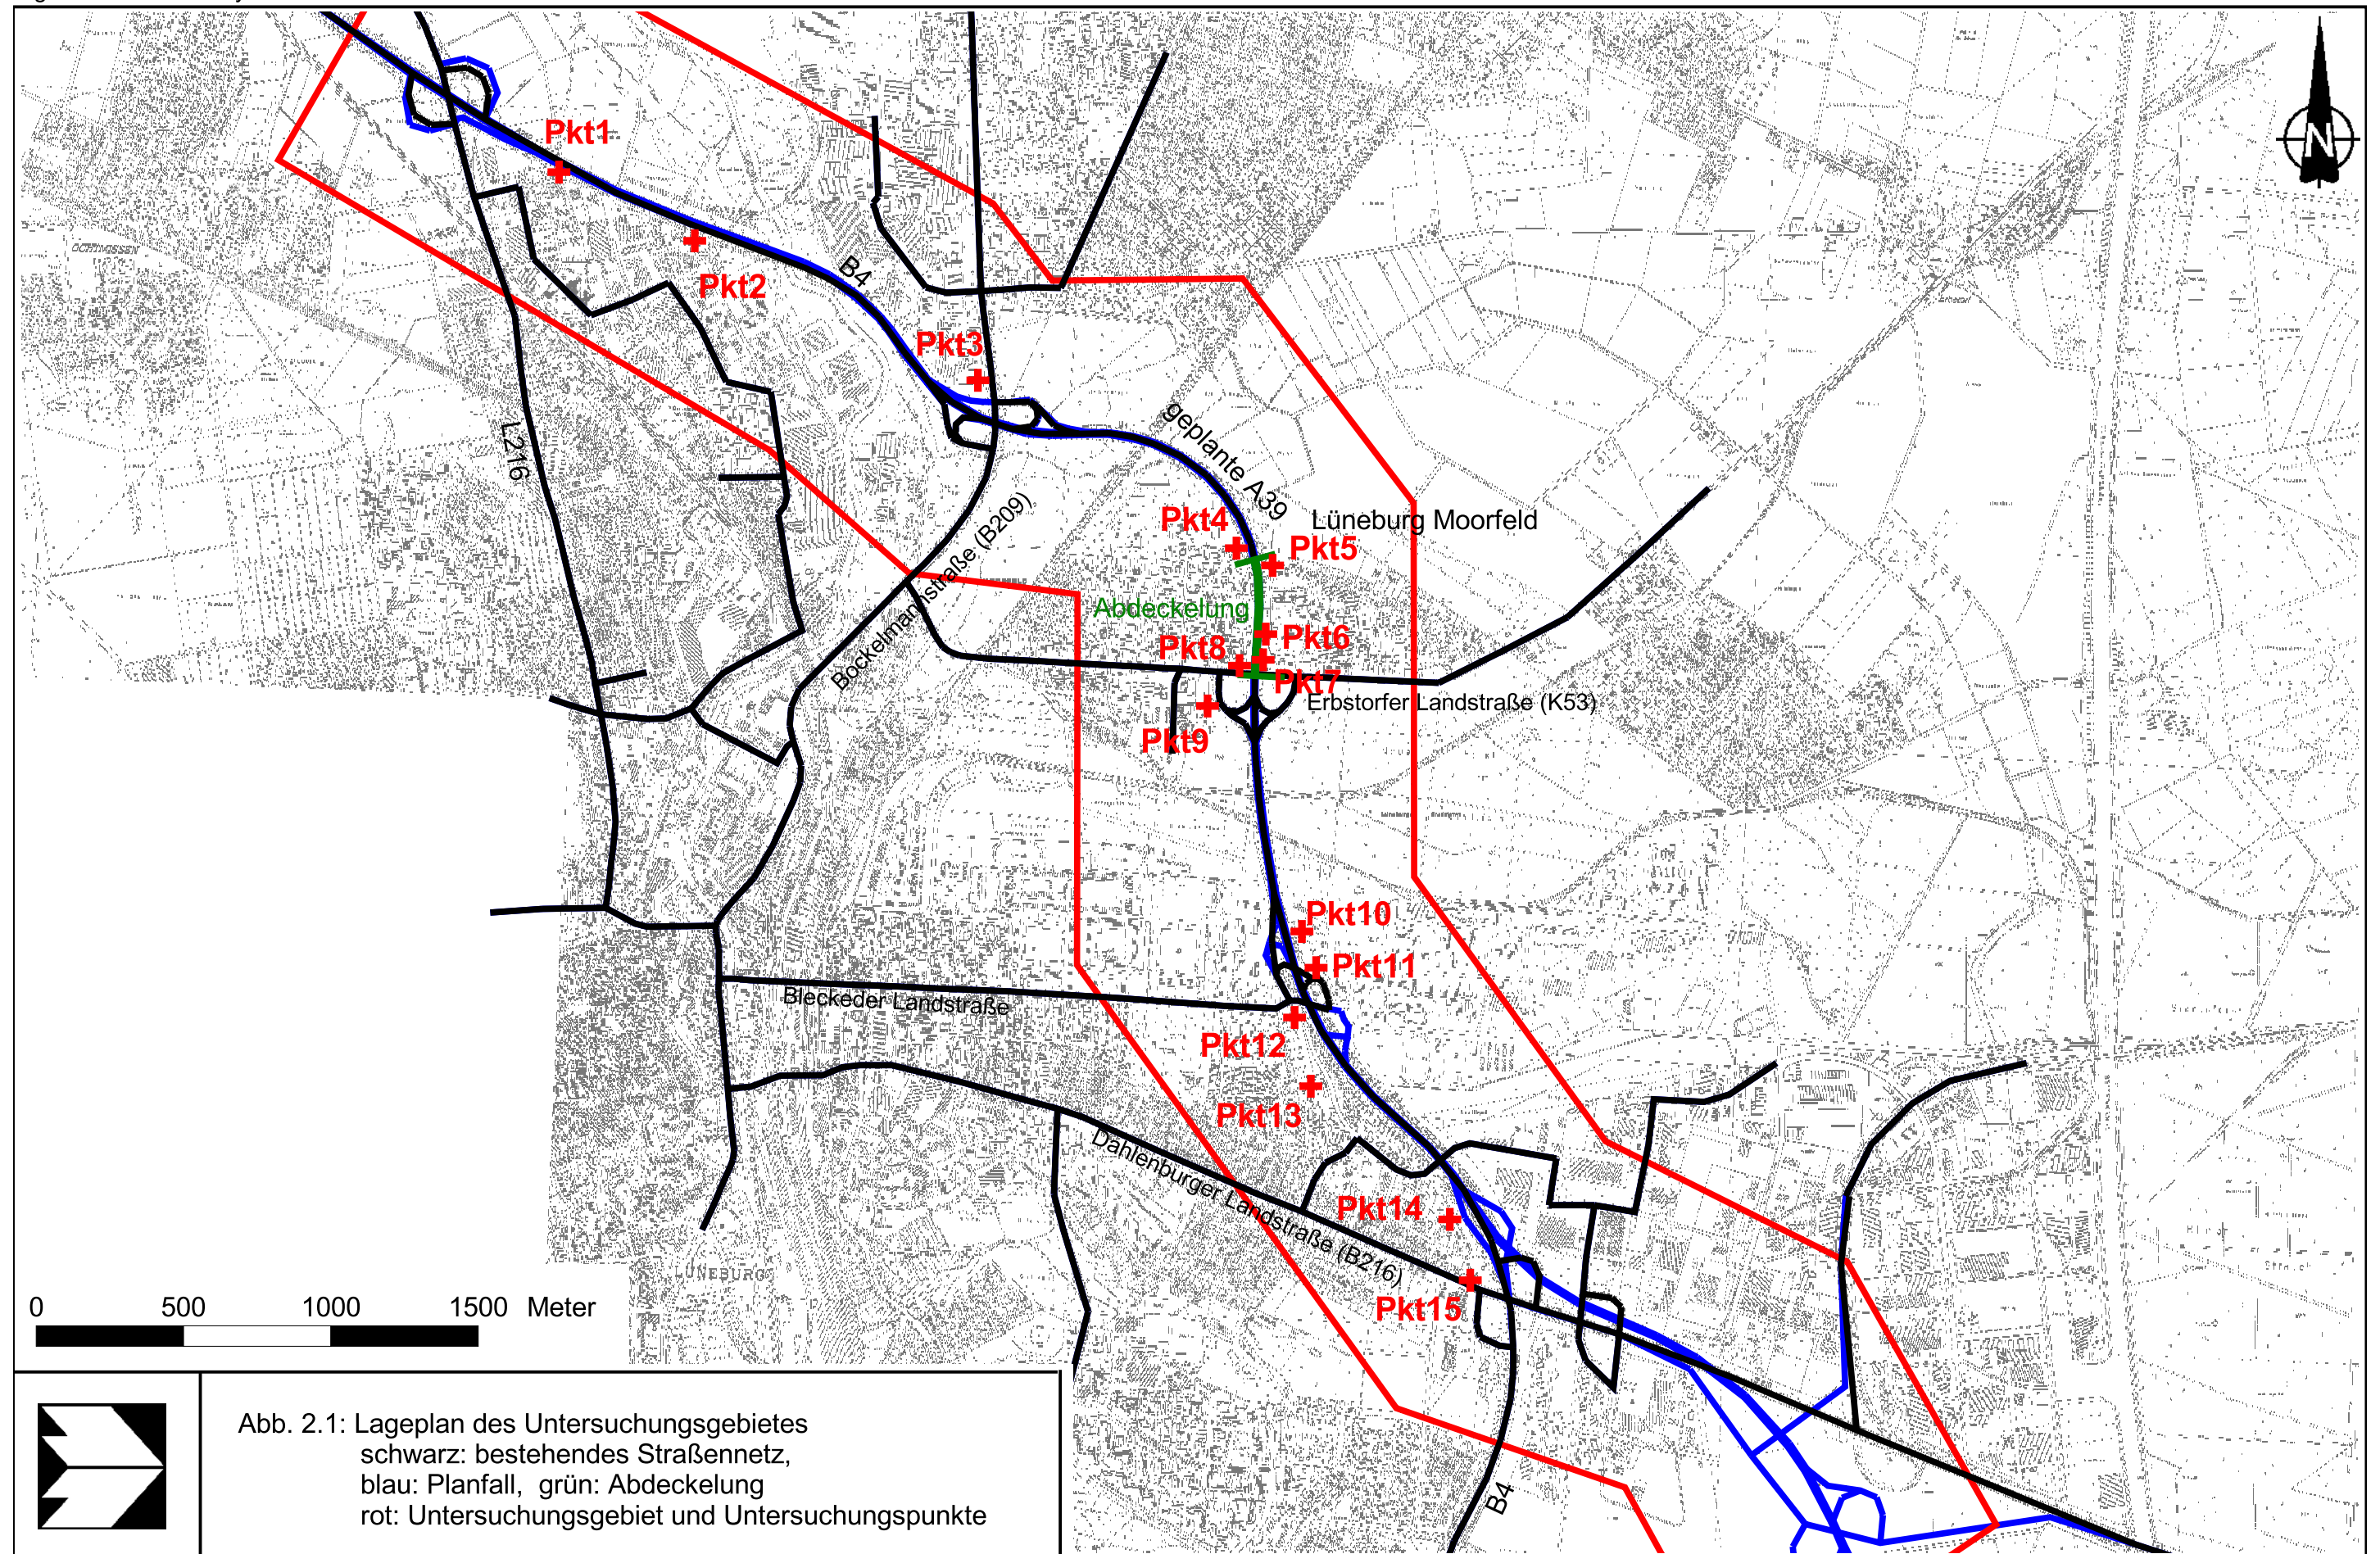 N
Pkt1
OCHTMISSEN
Pkt2
B4
Pkt3
L216
geplante A39
Lüneburg Moorfeld
Pkt4
Pkt5
Bockelmannstraße (B209)
Abdeckelung
Pkt6
Pkt8
Pkt7
Erbstorfer Landstraße (K53)
Pkt9
Pkt10
Pkt11
Bleckeder Landstraße
Pkt12
Pkt13
Dahlenburger Landstraße (B216)
Pkt14
Pkt15
LÜNEBURG
0 500 1000 1500 Meter
B4
Abb. 2.1: Lageplan des Untersuchungsgebietes
schwarz: bestehendes Straßennetz,
blau: Planfall, grün: Abdeckelung
rot: Untersuchungsgebiet und Untersuchungspunkte